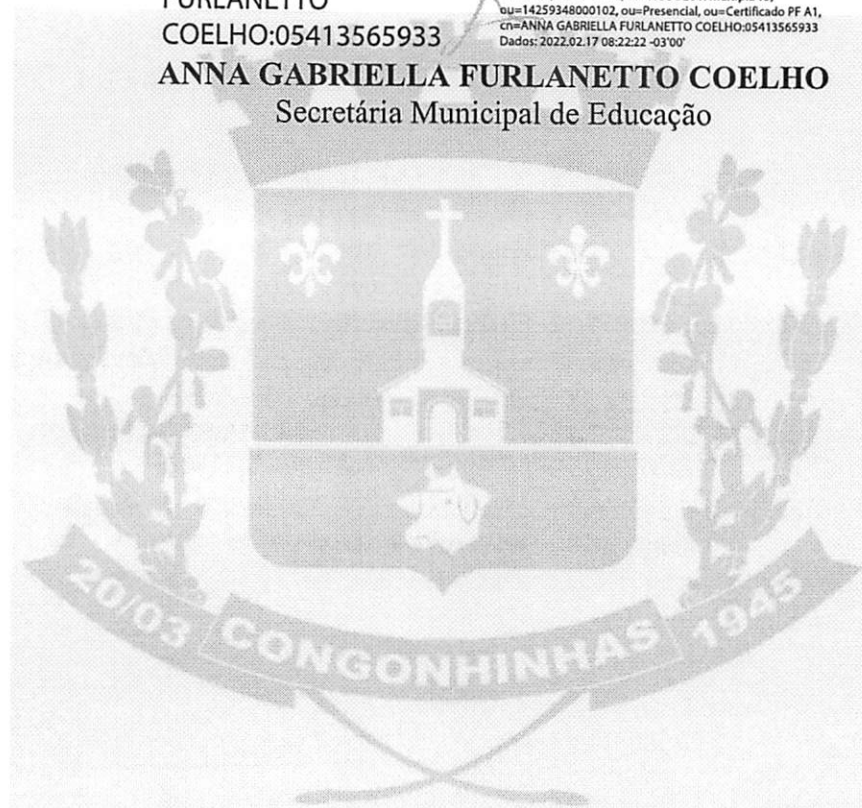 FURLANETTO
COELHO:05413565933
ou=14259348000102, ou=Presencial, ou=Certificado PF A1,
cn=ANNA GABRIELLA FURLANETTO COELHO:05413565933
Dados: 2022.02.17 08:22:22 -03'00'
ANNA GABRIELLA FURLANETTO COELHO
Secretária Municipal de Educação
20/03 CONGONHINHAS 1945